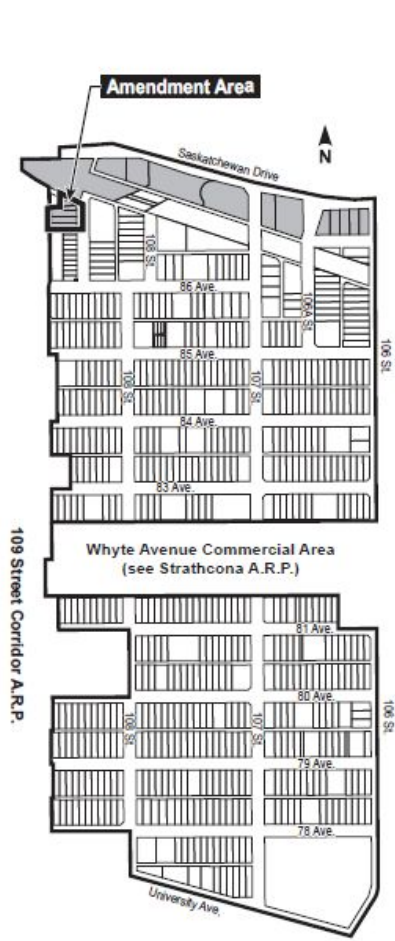 Amendment Area
N
Saskatchewan Drive
108 St.
86 Ave.
106A St.
106 St.
85 Ave.
108 St.
107 St.
84 Ave.
83 Ave.
Whyte Avenue Commercial Area
(see Strathcona A.R.P.)
109 Street Corridor A.R.P.
81 Ave.
80 Ave.
108 St.
107 St.
106 St.
79 Ave.
78 Ave.
University Ave.